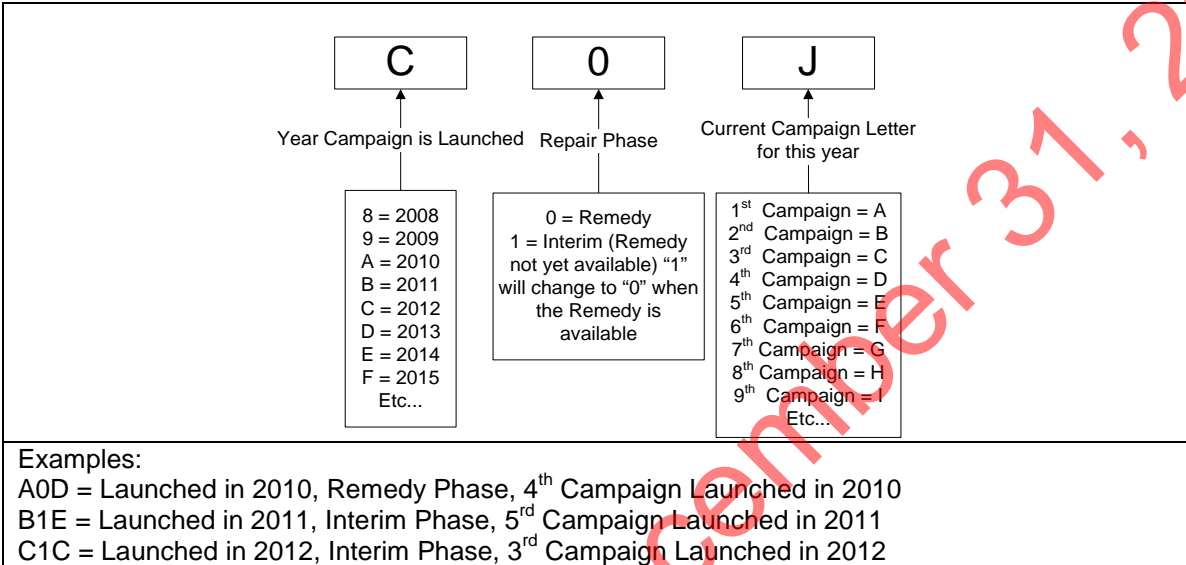 C 0 J
Year Campaign is Launched Repair Phase Current Campaign Letter
for this year
8 = 2008
9 = 2009
A = 2010
B = 2011
C = 2012
D = 2013
E = 2014
F = 2015
Etc...
0 = Remedy
1 = Interim (Remedy
not yet available) “1”
will change to “0” when
the Remedy is
available
1st Campaign = A
2nd Campaign = B
3rd Campaign = C
4th Campaign = D
5th Campaign = E
6th Campaign = F
7th Campaign = G
8th Campaign = H
9th Campaign = I
Etc...
Examples:
A0D = Launched in 2010, Remedy Phase, 4th Campaign Launched in 2010
B1E = Launched in 2011, Interim Phase, 5rd Campaign Launched in 2011
C1C = Launched in 2012, Interim Phase, 3rd Campaign Launched in 2012
cember 31, 2